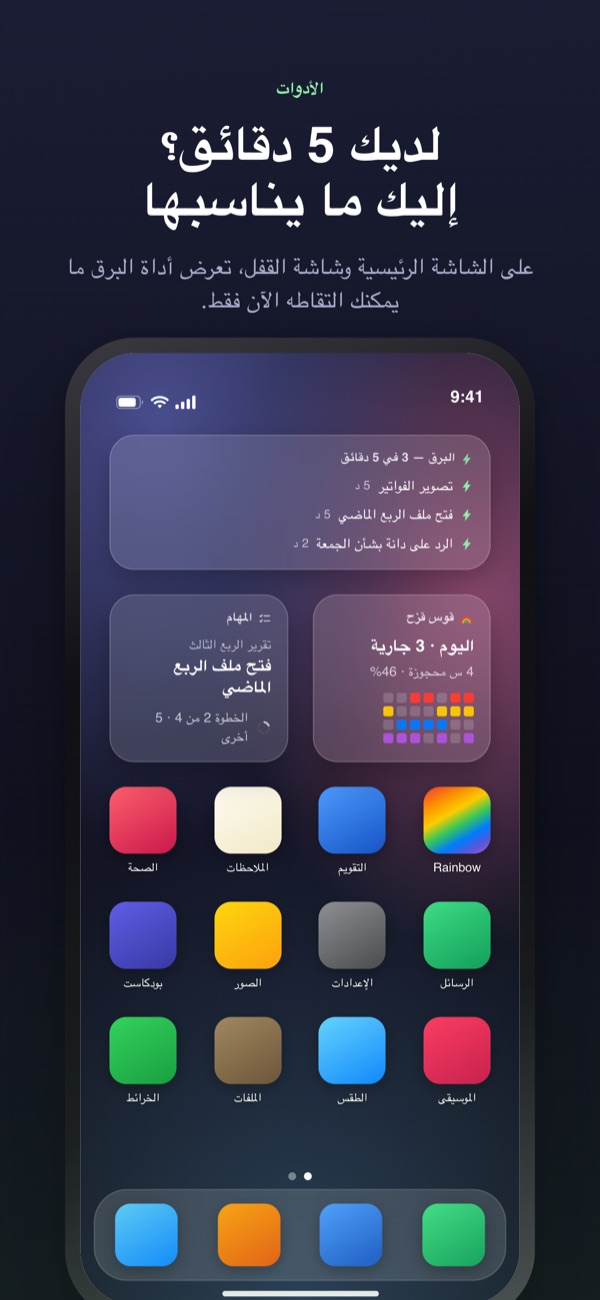 الأدوات
لديك 5 دقائق؟
إليك ما يناسبها
على الشاشة الرئيسية وشاشة القفل، تعرض أداة البرق ما
يمكنك التقاطه الآن فقط.
9:41
البرق — 3 في 5 دقائق
تصوير الفواتير 5 د
فتح ملف الربع الماضي 5 د
الرد على دانة بشأن الجمعة 2 د
قوس قزح
اليوم · 3 جارية
4 س محجوزة · 46%
المهام
تقرير الربع الثالث
فتح ملف الربع
الماضي
الخطوة 2 من 4 · 5
أخرى
Rainbow
التقويم
الملاحظات
الصحة
الرسائل
الإعدادات
الصور
بودكاست
الموسيقى
الطقس
الملفات
الخرائط